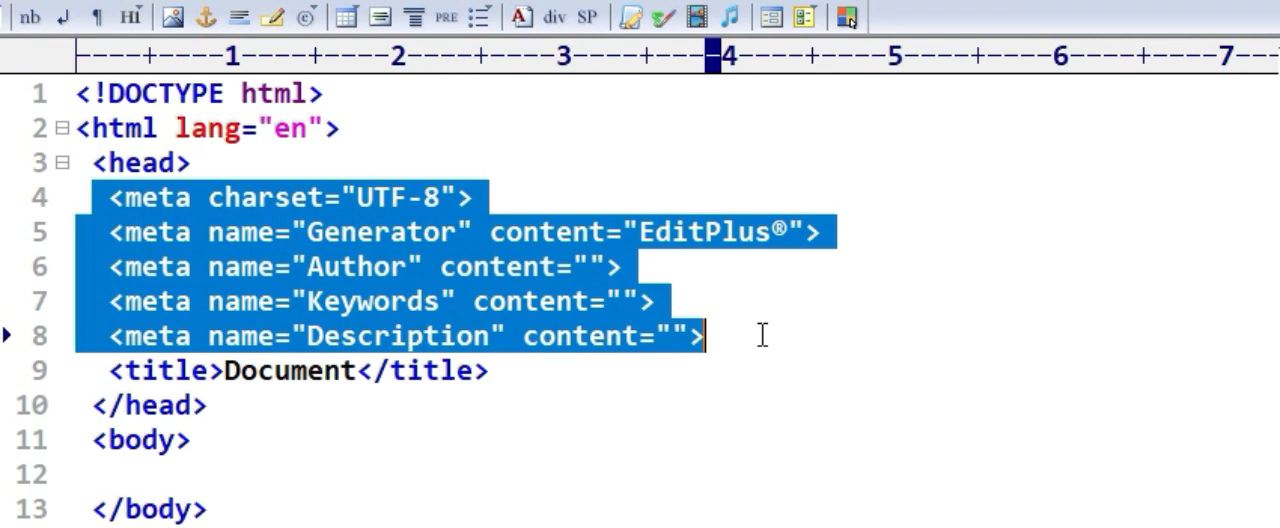 nb ¶ HI PRE A div SP
1 2 3 4 5 6 7
1 <!DOCTYPE html>
2 <html lang="en">
3 <head>
4 <meta charset="UTF-8">
5 <meta name="Generator" content="EditPlus®">
6 <meta name="Author" content="">
7 <meta name="Keywords" content="">
8 <meta name="Description" content="">
9 <title>Document</title>
10 </head>
11 <body>
12
13 </body>